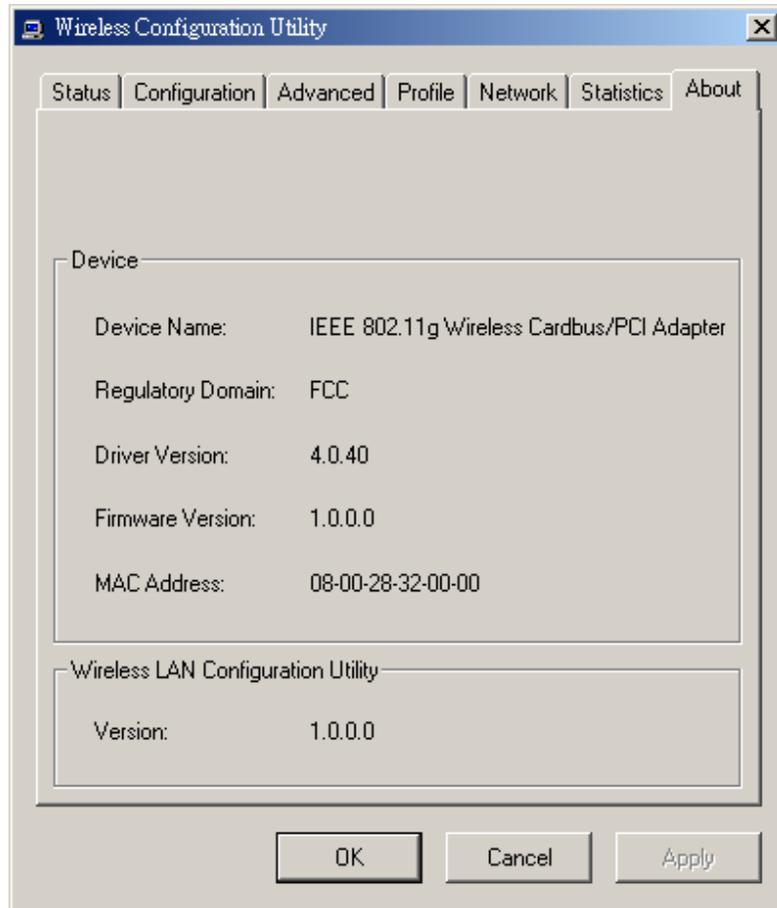 Wireless Configuration Utility
Status Configuration Advanced Profile Network Statistics About
Device
Device Name: IEEE 802.11g Wireless Cardbus/PCI Adapter
Regulatory Domain: FCC
Driver Version: 4.0.40
Firmware Version: 1.0.0.0
MAC Address: 08-00-28-32-00-00
Wireless LAN Configuration Utility
Version: 1.0.0.0
OK Cancel Apply